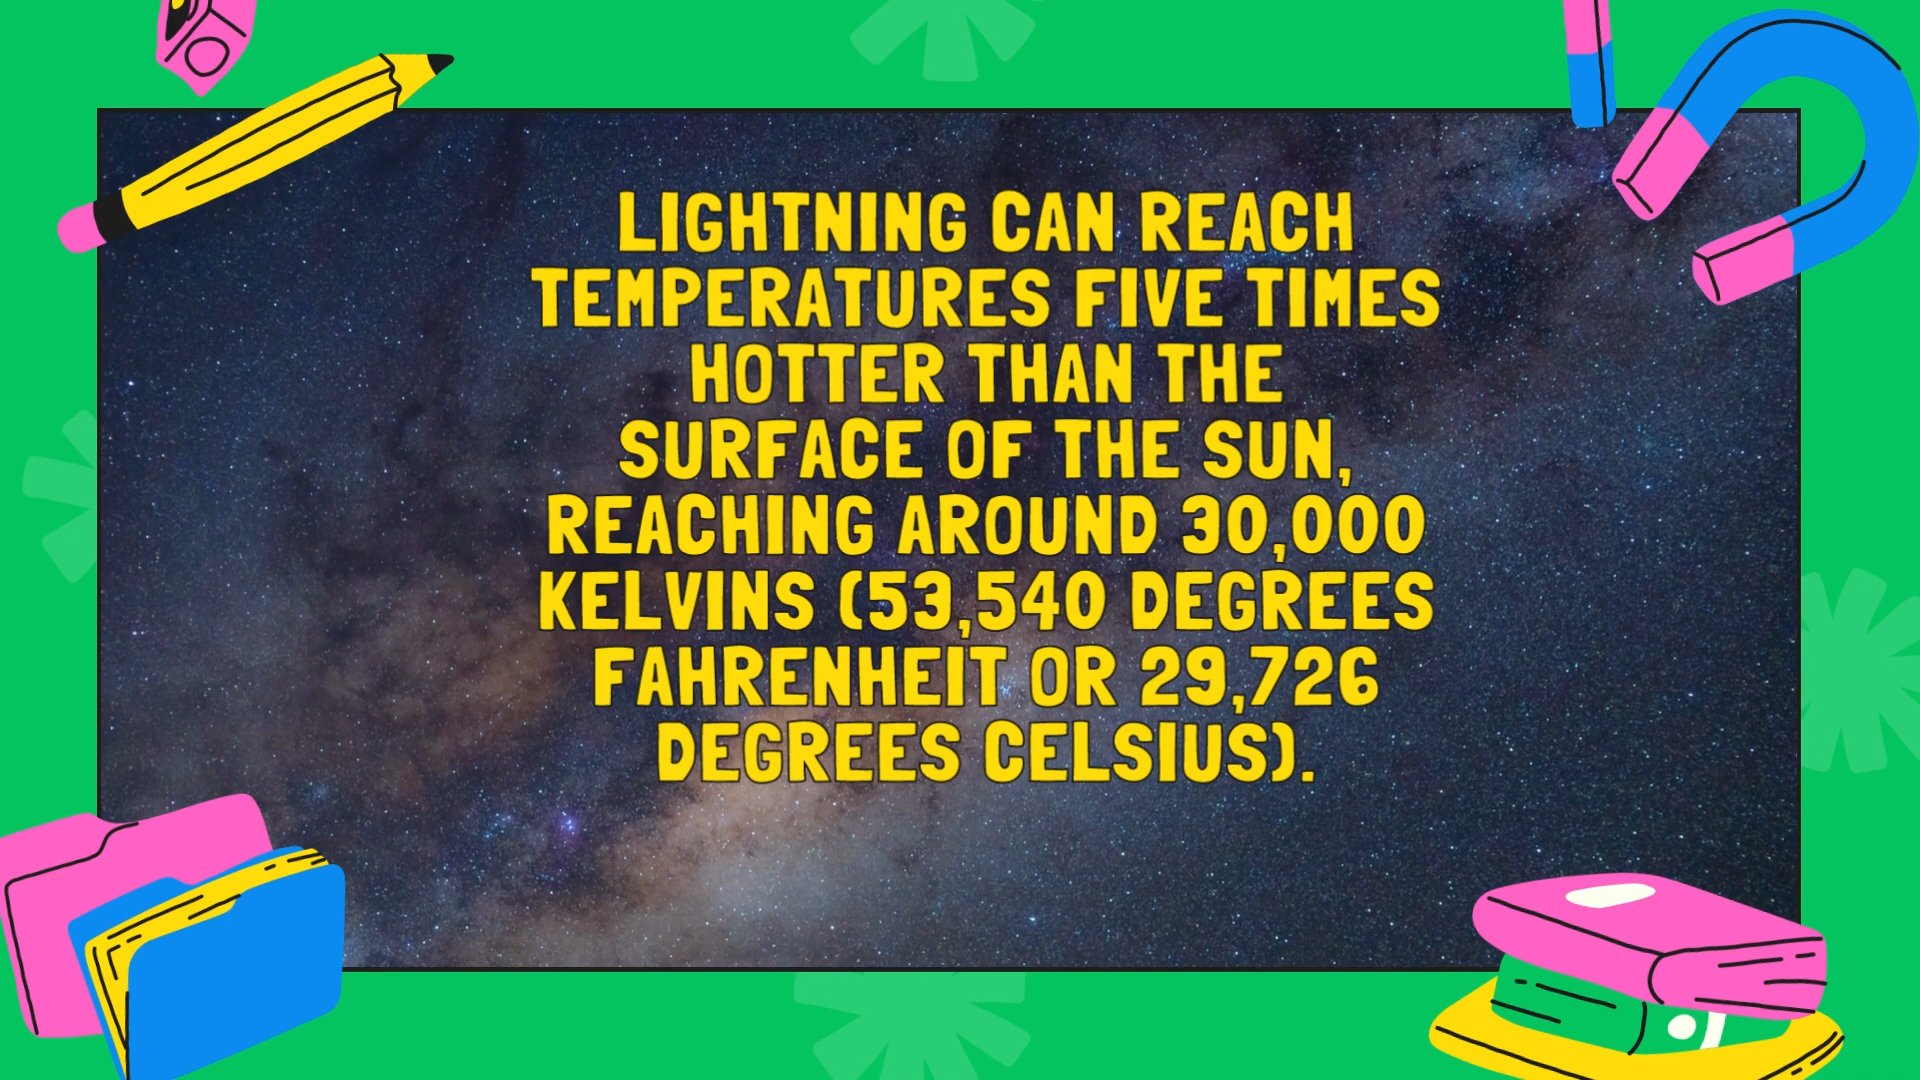 LIGHTNING CAN REACH
TEMPERATURES FIVE TIMES
HOTTER THAN THE
SURFACE OF THE SUN,
REACHING AROUND 30,000
KELVINS (53,540 DEGREES
FAHRENHEIT OR 29,726
DEGREES CELSIUS).